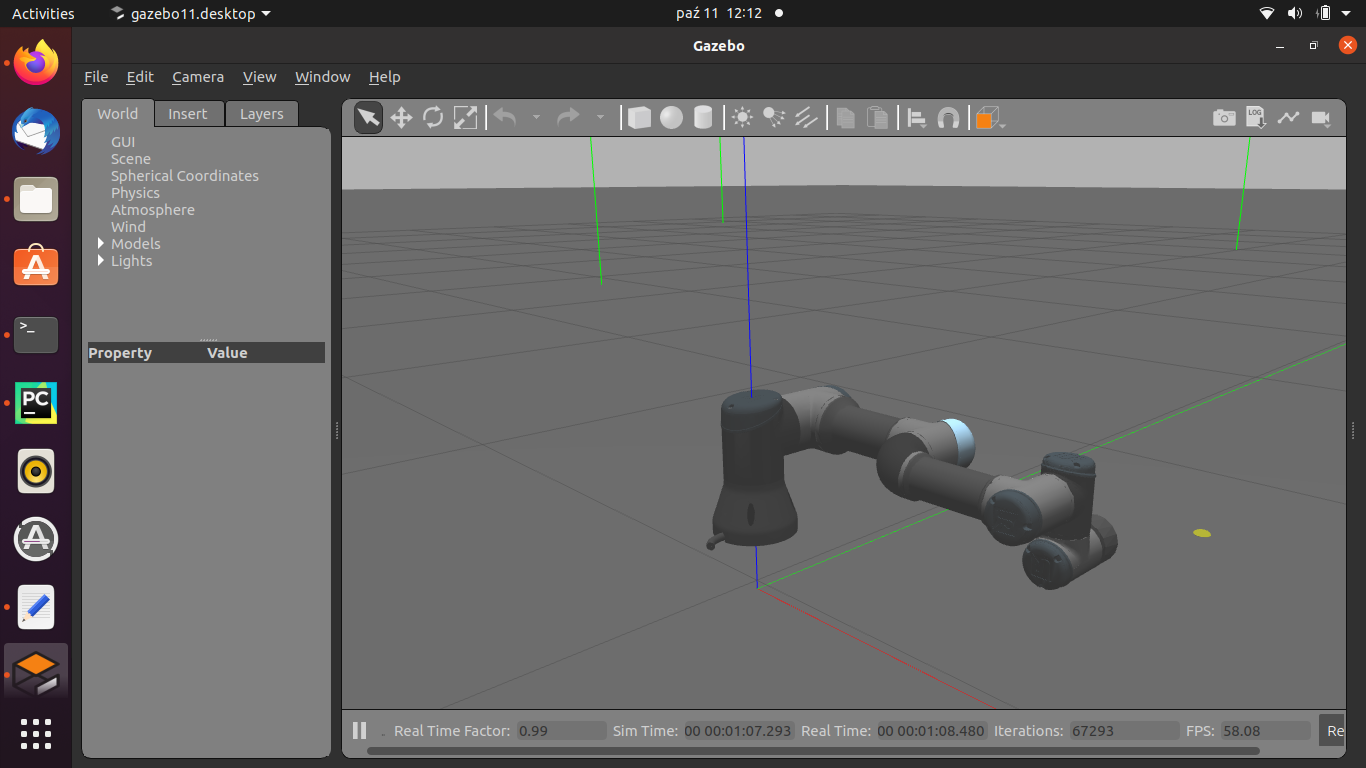 Activities gazebo11.desktop paź 11 12:12
Gazebo
File Edit Camera View Window Help
World Insert Layers
LOG
GUI
Scene
Spherical Coordinates
Physics
Atmosphere
Wind
Models
Lights
>_
Property Value
PC
Real Time Factor: 0.99 Sim Time: 00 00:01:07.293 Real Time: 00 00:01:08.480 Iterations: 67293 FPS: 58.08 Re